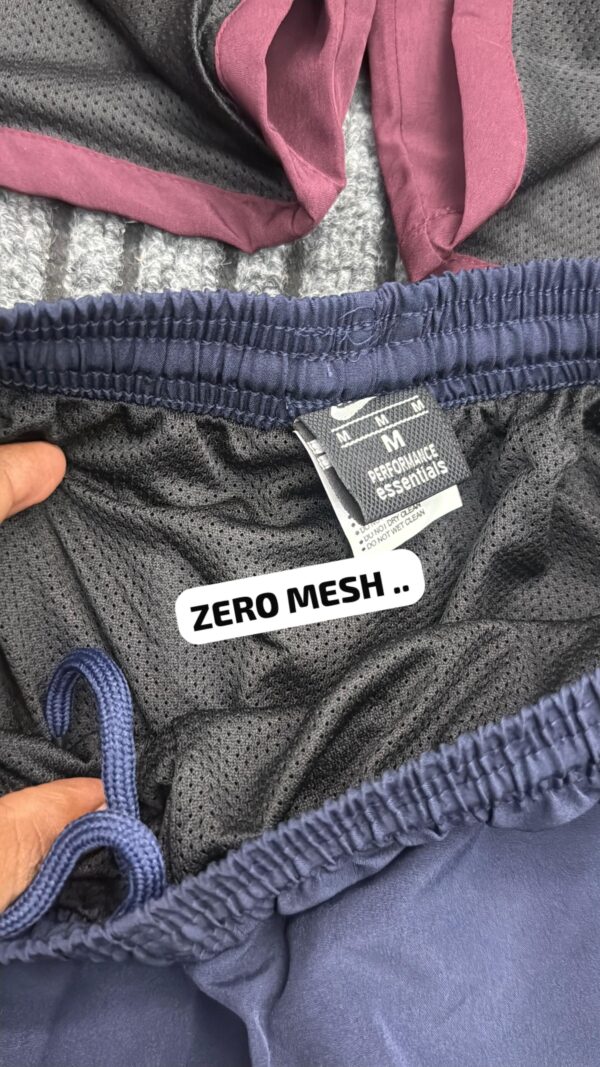 M M M
M
PERFORMANCE
essentials
DO NOT DRY CLEAN
DO NOT WET CLEAN
ZERO MESH ..